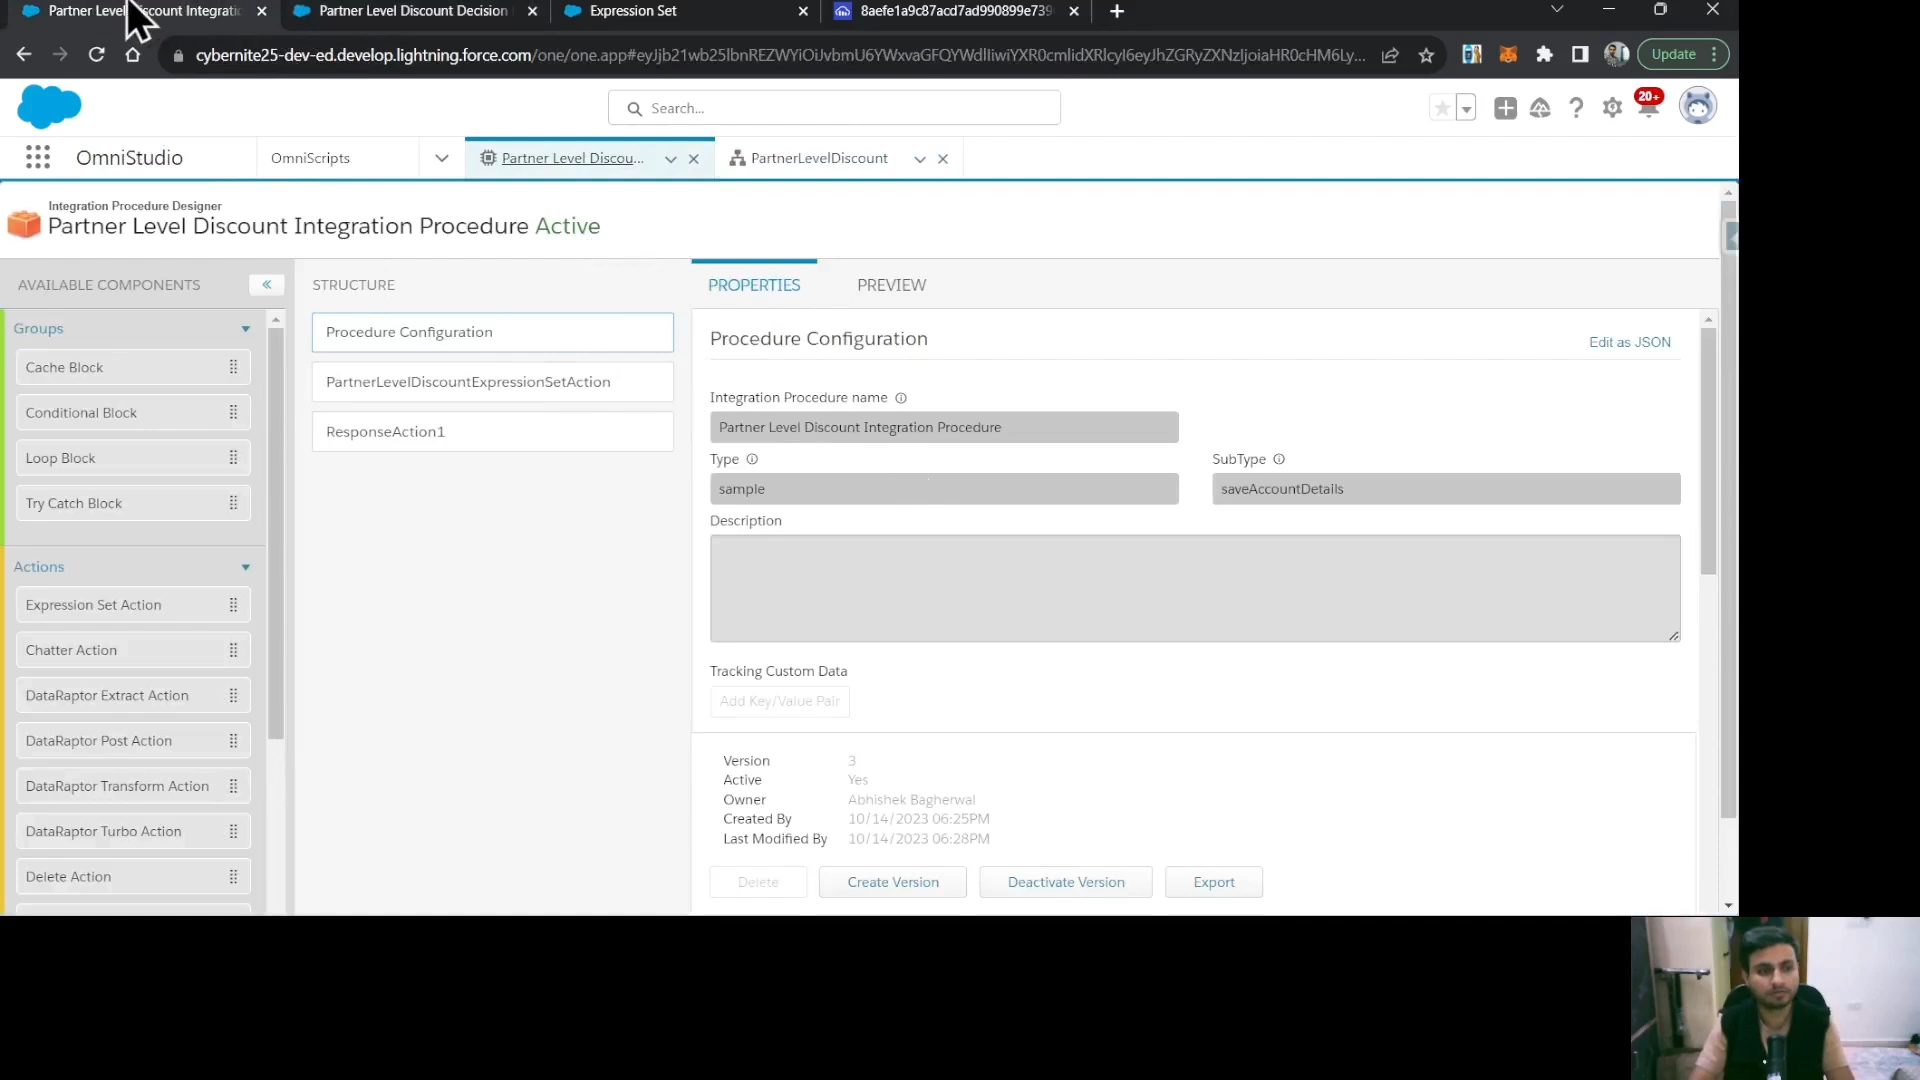 Partner Level Discount Integratio
Partner Level Discount Decision
Expression Set
8aefe1a9c87acd7ad990899e739
cybernite25-dev-ed.develop.lightning.force.com/one/one.app#eyJjb21wb25lbnREZWYiOiJvbmU6YWxvaGFQYWdlIiwiYXR0cmlidXRlcyI6eyJhZGRyZXNzIjoiaHR0cHM6Ly...
Update
Search...
20+
OmniStudio
OmniScripts
Partner Level Discou...
PartnerLevelDiscount
Integration Procedure Designer
Partner Level Discount Integration Procedure Active
AVAILABLE COMPONENTS
STRUCTURE
PROPERTIES
PREVIEW
Groups
Cache Block
Conditional Block
Loop Block
Try Catch Block
Actions
Expression Set Action
Chatter Action
DataRaptor Extract Action
DataRaptor Post Action
DataRaptor Transform Action
DataRaptor Turbo Action
Delete Action
Procedure Configuration
PartnerLevelDiscountExpressionSetAction
ResponseAction1
Procedure Configuration
Edit as JSON
Integration Procedure name
Partner Level Discount Integration Procedure
Type
SubType
sample
saveAccountDetails
Description
Tracking Custom Data
Add Key/Value Pair
Version 3
Active Yes
Owner Abhishek Bagherwal
Created By 10/14/2023 06:25PM
Last Modified By 10/14/2023 06:28PM
Delete
Create Version
Deactivate Version
Export